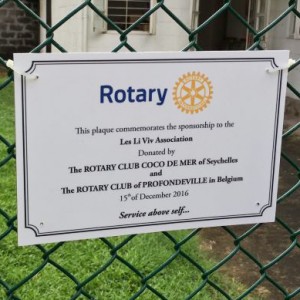 Rotary
This plaque commemorates the sponsorship to the
Les Li Viv Association
Donated by
The ROTARY CLUB COCO DE MER of Seychelles
and
The ROTARY CLUB of PROFONDEVILLE in Belgium
15th of December 2016
Service above self...